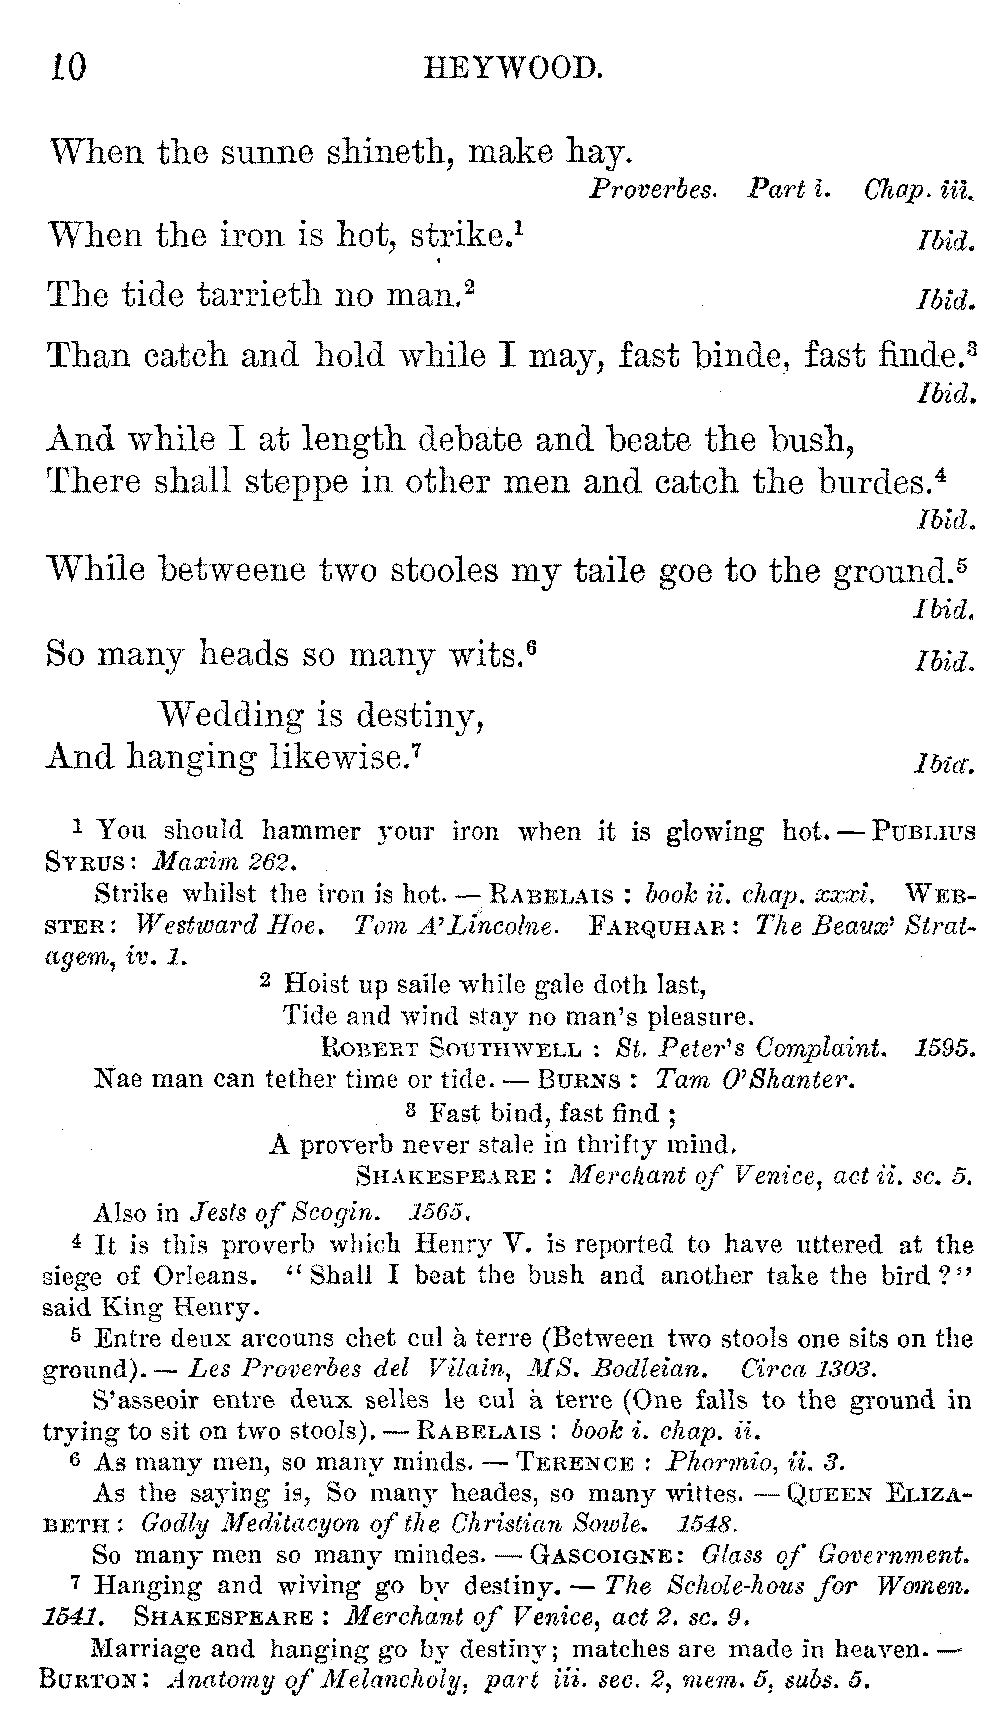 10 HEYWOOD.
When the sunne shineth, make hay.
Proverbes. Part i. Chap. iii.
When the iron is hot, strike.¹ Ibid.
The tide tarrieth no man.² Ibid.
Than catch and hold while I may, fast binde, fast finde.³
Ibid.
And while I at length debate and beate the bush,
There shall steppe in other men and catch the burdes.⁴
Ibid.
While betweene two stooles my taile goe to the ground.⁵
Ibid.
So many heads so many wits.⁶ Ibid.
Wedding is destiny,
And hanging likewise.⁷ Ibid.
¹ You should hammer your iron when it is glowing hot. — PUBLIUS
SYRUS: Maxim 262.
Strike whilst the iron is hot. — RABELAIS : book ii. chap. xxxi. WEB-
STER: Westward Hoe. Tom A'Lincolne. FARQUHAR: The Beaux' Strat-
agem, iv. 1.
² Hoist up saile while gale doth last,
Tide and wind stay no man's pleasure.
ROBERT SOUTHWELL : St. Peter's Complaint. 1595.
Nae man can tether time or tide. — BURNS : Tam O'Shanter.
³ Fast bind, fast find ;
A proverb never stale in thrifty mind.
SHAKESPEARE : Merchant of Venice, act ii. sc. 5.
Also in Jests of Scogin. 1565.
⁴ It is this proverb which Henry V. is reported to have uttered at the
siege of Orleans. "Shall I beat the bush and another take the bird?"
said King Henry.
⁵ Entre deux arcouns chet cul à terre (Between two stools one sits on the
ground). — Les Proverbes del Vilain, MS. Bodleian. Circa 1303.
S'asseoir entre deux selles le cul à terre (One falls to the ground in
trying to sit on two stools). — RABELAIS : book i. chap. ii.
⁶ As many men, so many minds. — TERENCE : Phormio, ii. 3.
As the saying is, So many heades, so many wittes. — QUEEN ELIZA-
BETH : Godly Meditacyon of the Christian Sowle. 1548.
So many men so many mindes. — GASCOIGNE: Glass of Government.
⁷ Hanging and wiving go by destiny. — The Schole-hous for Women.
1541. SHAKESPEARE : Merchant of Venice, act 2. sc. 9.
Marriage and hanging go by destiny; matches are made in heaven. —
BURTON: Anatomy of Melancholy, part iii. sec. 2, mem. 5, subs. 5.